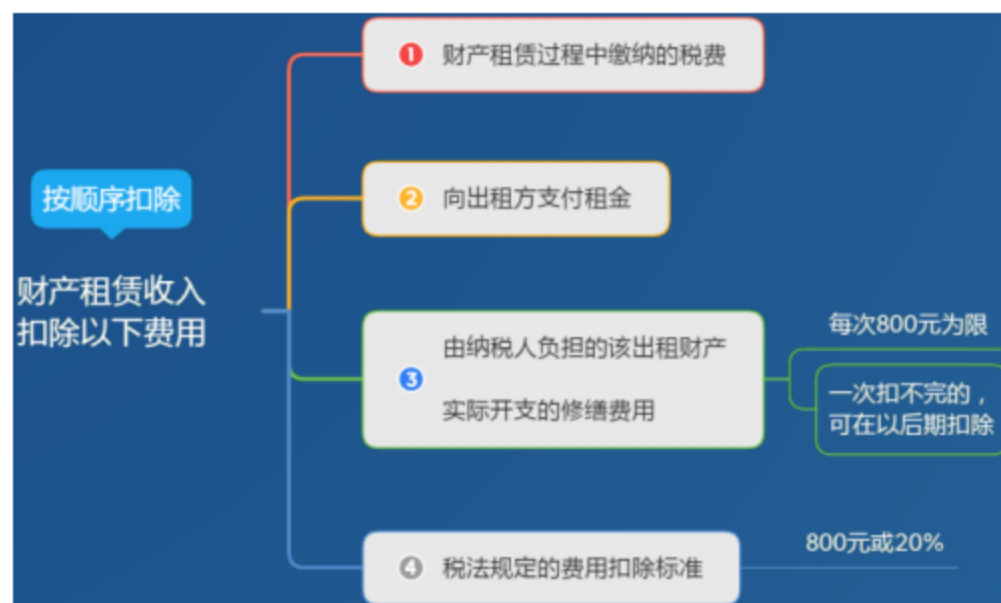 按顺序扣除
财产租赁收入
扣除以下费用
1 财产租赁过程中缴纳的税费
2 向出租方支付租金
3 由纳税人负担的该出租财产
实际开支的修缮费用
每次800元为限
一次扣不完的，
可在以后期扣除
4 税法规定的费用扣除标准
800元或20%